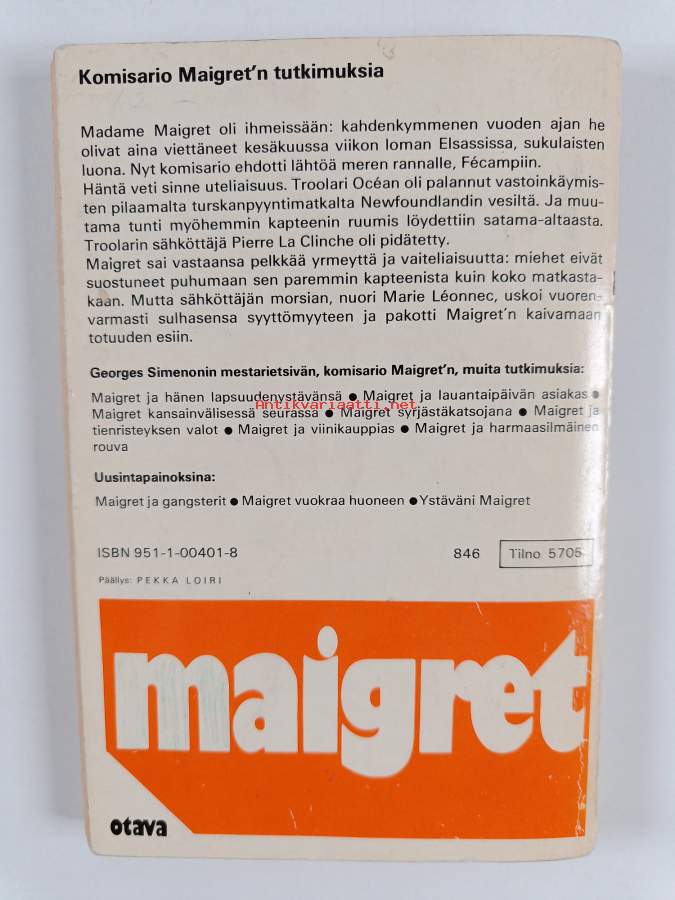 Komisario Maigret'n tutkimuksia
Madame Maigret oli ihmeissään: kahdenkymmenen vuoden ajan he
olivat aina viettäneet kesäkuussa viikon loman Elsassissa, sukulaisten
luona. Nyt komisario ehdotti lähtöä meren rannalle, Fécampiin.
Häntä veti sinne uteliaisuus. Troolari Océan oli palannut vastoinkäymis-
ten pilaamalta turskanpyyntimatkalta Newfoundlandin vesiltä. Ja muu-
tama tunti myöhemmin kapteenin ruumis löydettiin satama-altaasta.
Troolarin sähköttäjä Pierre La Clinche oli pidätetty.
Maigret sai vastaansa pelkkää yrmeyttä ja vaiteliaisuutta: miehet eivät
suostuneet puhumaan sen paremmin kapteenista kuin koko matkasta-
kaan. Mutta sähköttäjän morsian, nuori Marie Léonnec, uskoi vuoren-
varmasti sulhasensa syyttömyyteen ja pakotti Maigret'n kaivamaan
totuuden esiin.
Georges Simenonin mestarietsivän, komisario Maigret'n, muita tutkimuksia:
Maigret ja hänen lapsuudenystävänsä ● Maigret ja lauantaipäivän asiakas ●
Antikvariaatti.net
Maigret kansainvälisessä seurassa ● Maigret syrjästäkatsojana ● Maigret ja
tienristeyksen valot ● Maigret ja viinikauppias ● Maigret ja harmaasilmäinen
rouva
Uusintapainoksina:
Maigret ja gangsterit ● Maigret vuokraa huoneen ● Ystäväni Maigret
ISBN 951-1-00401-8 846 Tilno 5705
Päällys: PEKKA LOIRI
maigret
otava